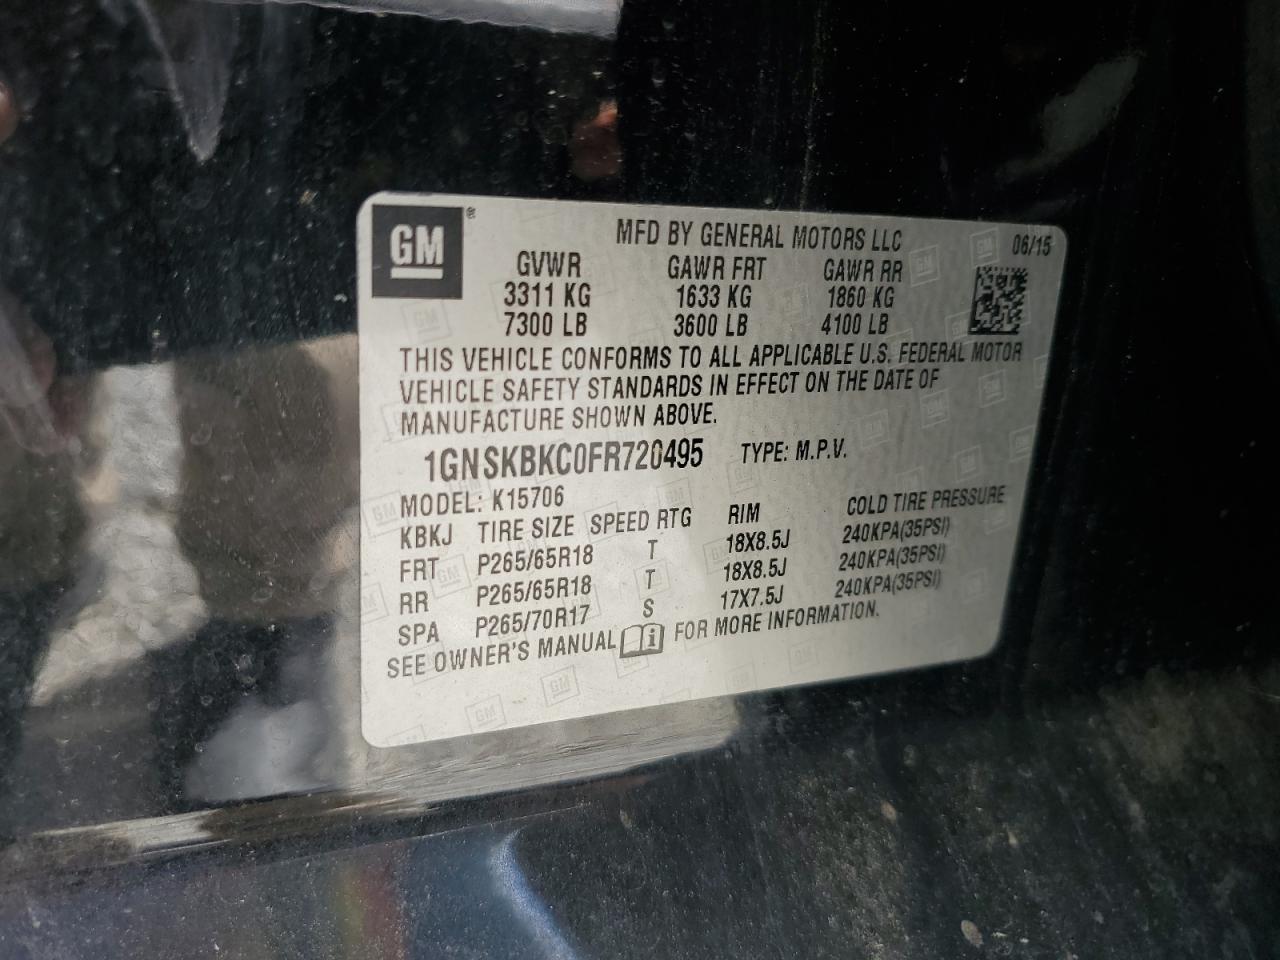 GM ®
MFD BY GENERAL MOTORS LLC 06/15
GVWR GAWR FRT GAWR RR
3311 KG 1633 KG 1860 KG
7300 LB 3600 LB 4100 LB
THIS VEHICLE CONFORMS TO ALL APPLICABLE U.S. FEDERAL MOTOR
VEHICLE SAFETY STANDARDS IN EFFECT ON THE DATE OF
MANUFACTURE SHOWN ABOVE.
1GNSKBKC0FR720495 TYPE: M.P.V.
MODEL: K15706
KBKJ TIRE SIZE SPEED RTG RIM COLD TIRE PRESSURE
FRT P265/65R18 T 18X8.5J 240KPA(35PSI)
RR P265/65R18 T 18X8.5J 240KPA(35PSI)
SPA P265/70R17 S 17X7.5J 240KPA(35PSI)
SEE OWNER'S MANUAL i FOR MORE INFORMATION.